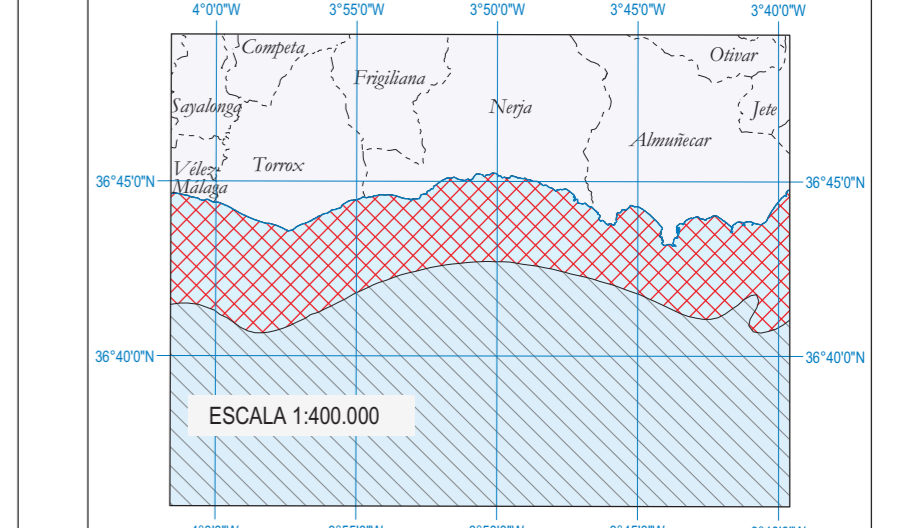 4°0'0"W 3°55'0"W 3°50'0"W 3°45'0"W 3°40'0"W
Competa
Otivar
Frigiliana
Sayalonga
Nerja
Jete
Almuñecar
Torrox
Vélez-
Málaga
36°45'0"N 36°45'0"N
36°40'0"N 36°40'0"N
ESCALA 1:400.000